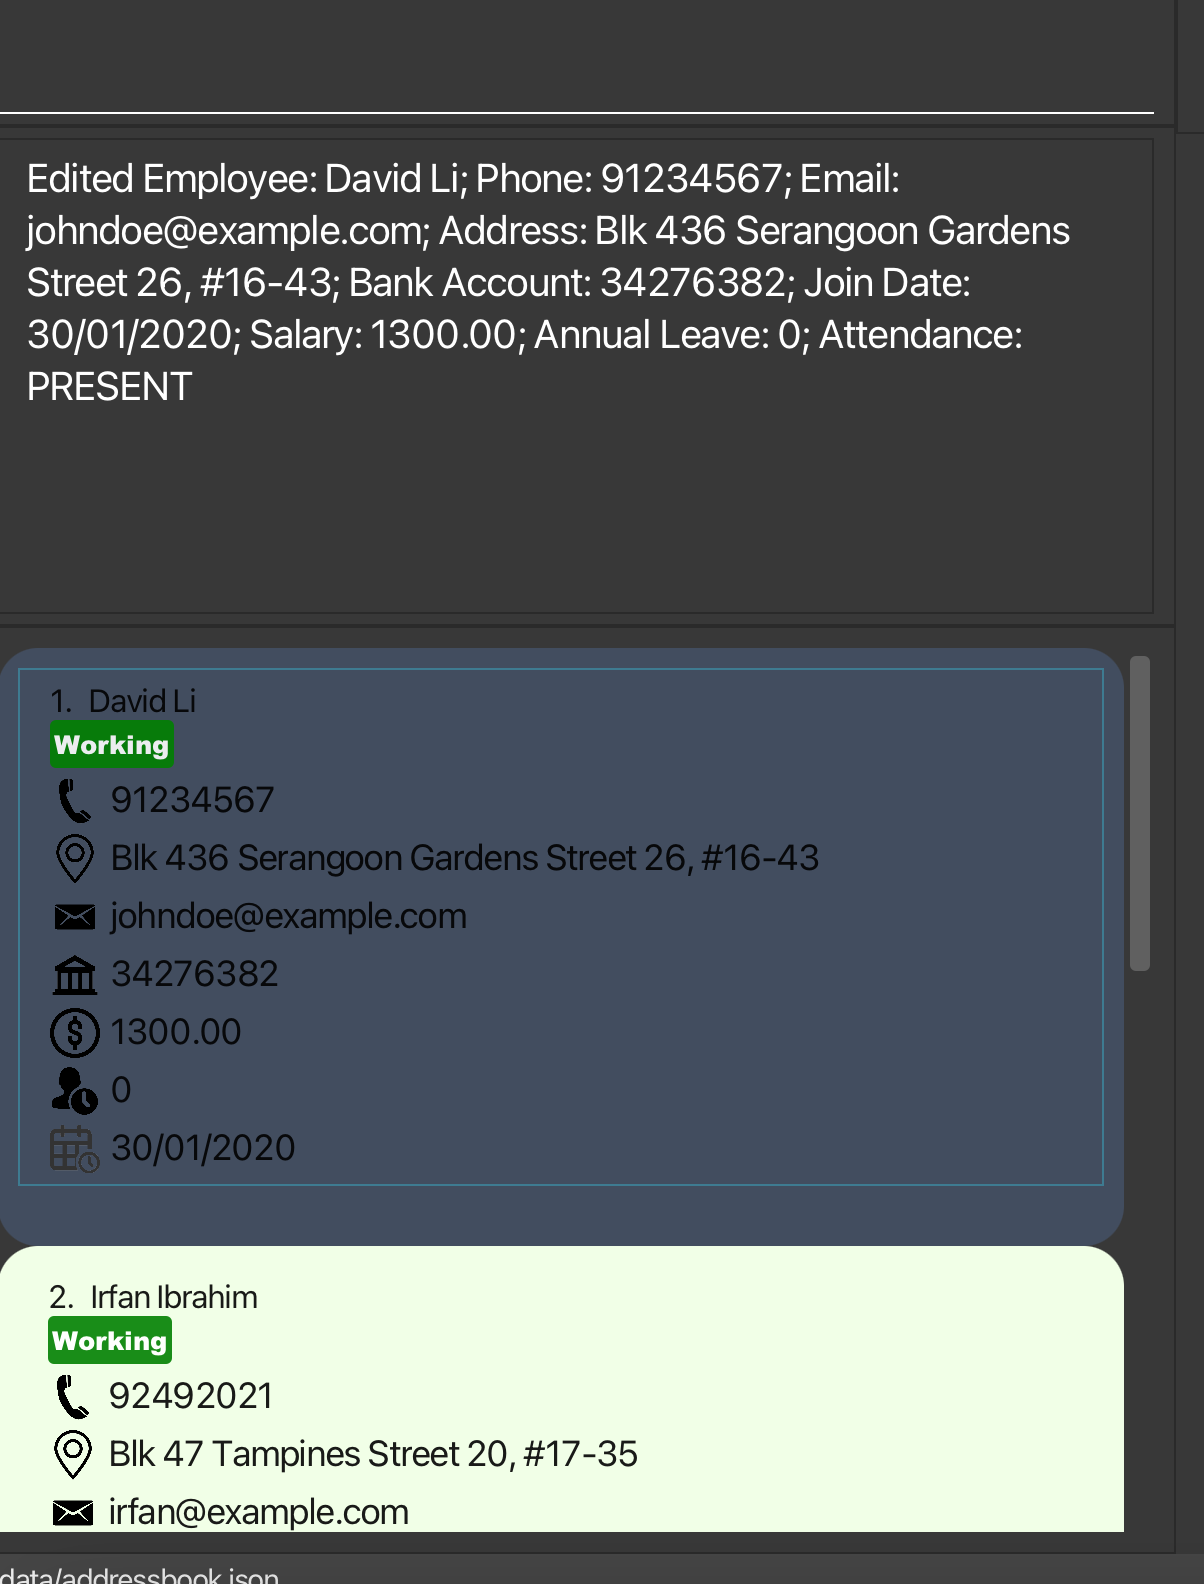 Edited Employee: David Li; Phone: 91234567; Email:
johndoe@example.com; Address: Blk 436 Serangoon Gardens
Street 26, #16-43; Bank Account: 34276382; Join Date:
30/01/2020; Salary: 1300.00; Annual Leave: 0; Attendance:
PRESENT
1. David Li
Working
91234567
Blk 436 Serangoon Gardens Street 26, #16-43
johndoe@example.com
34276382
1300.00
0
30/01/2020
2. Irfan Ibrahim
Working
92492021
Blk 47 Tampines Street 20, #17-35
irfan@example.com
data/addressbook.json